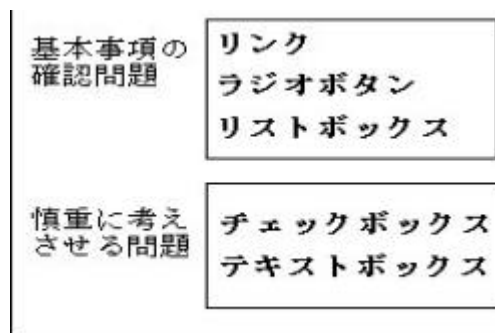 基本事項の
確認問題
リンク
ラジオボタン
リストボックス
慎重に考え
させる問題
チェックボックス
テキストボックス